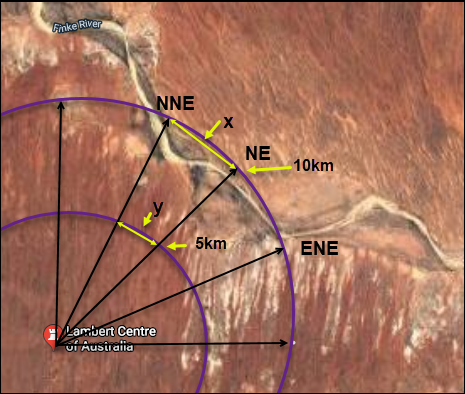 Finke River
NNE
x
NE
10km
y
5km
ENE
Lambert Centre
of Australia